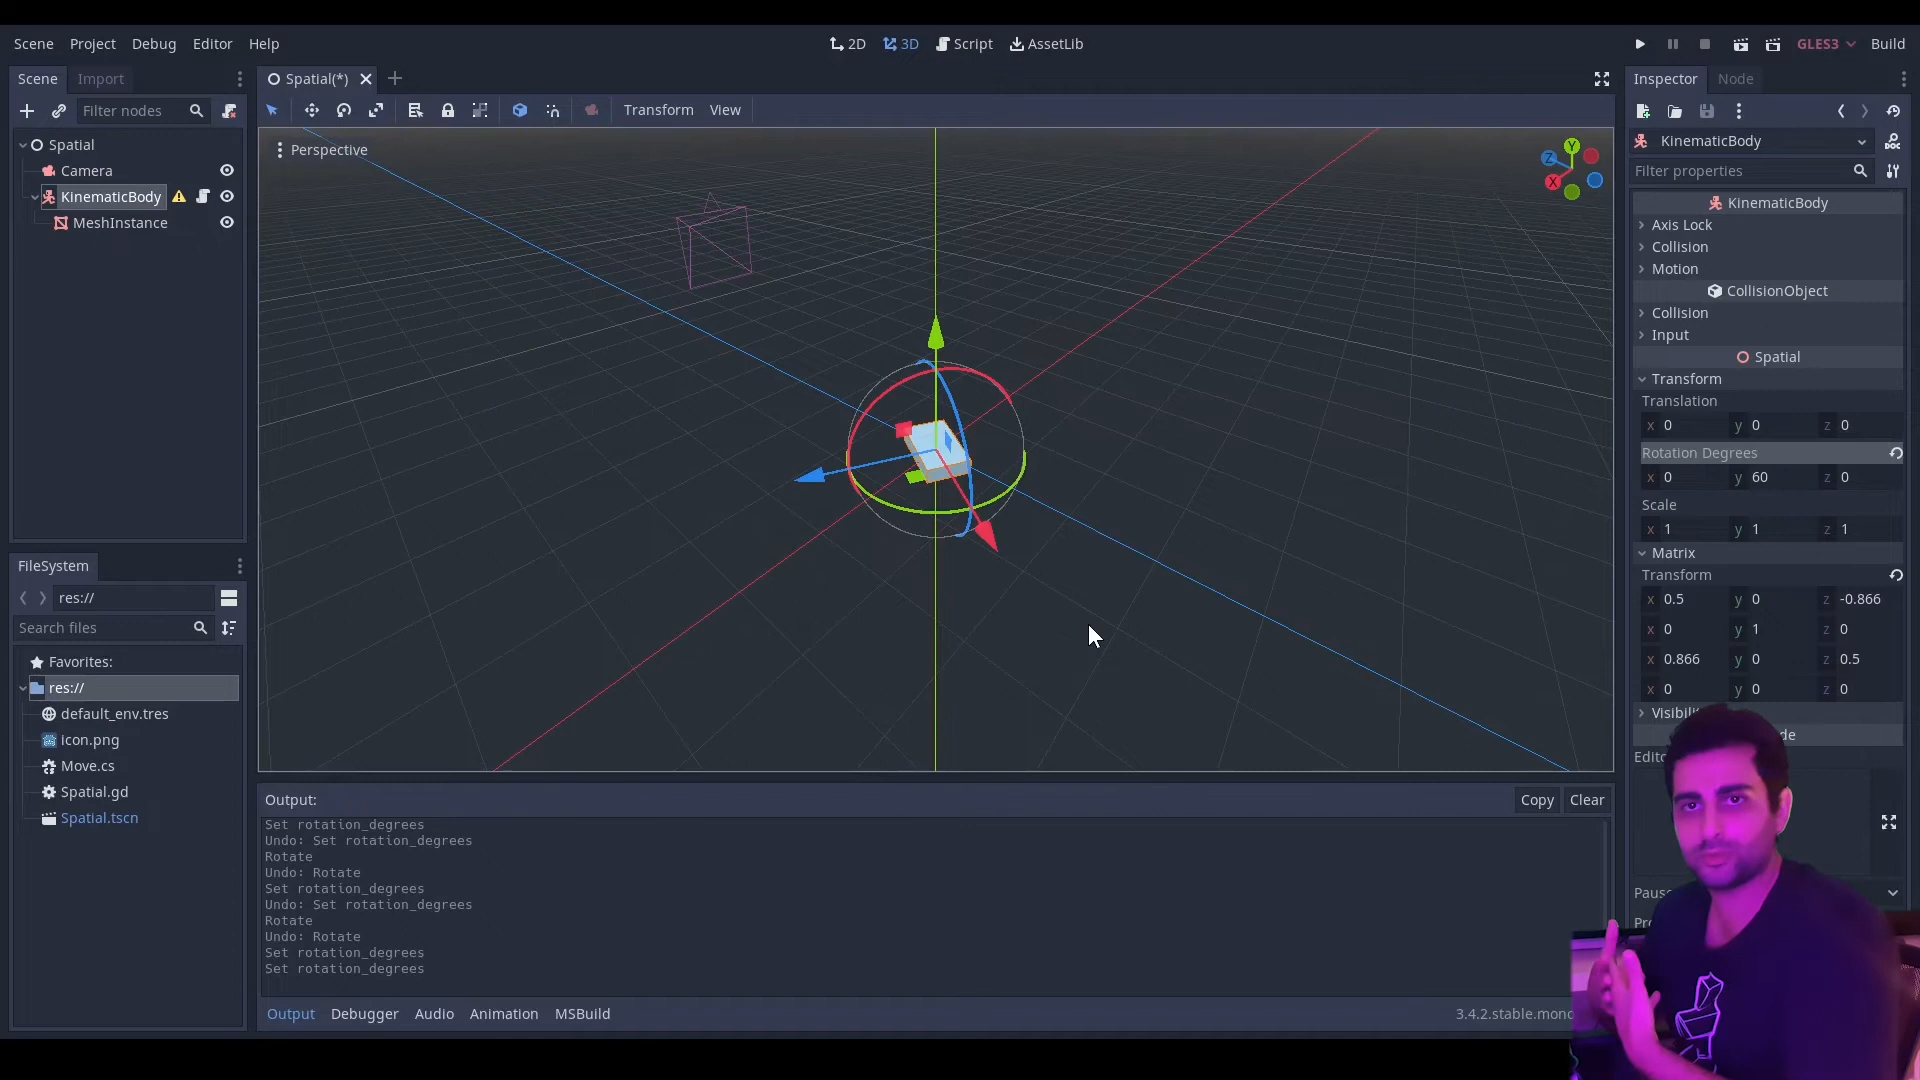 Scene Project Debug Editor Help
2D 3D Script AssetLib
GLES3 Build
Scene Import
Filter nodes
Spatial
Camera
KinematicBody
MeshInstance
FileSystem
res://
Search files
Favorites:
res://
default_env.tres
icon.png
Move.cs
Spatial.gd
Spatial.tscn
Spatial(*)
Transform View
Perspective
Y
Z
X
Output:
Copy Clear
Set rotation_degrees
Undo: Set rotation_degrees
Rotate
Undo: Rotate
Set rotation_degrees
Undo: Set rotation_degrees
Rotate
Undo: Rotate
Set rotation_degrees
Set rotation_degrees
Output Debugger Audio Animation MSBuild
3.4.2.stable.mono
Inspector Node
KinematicBody
Filter properties
KinematicBody
Axis Lock
Collision
Motion
CollisionObject
Collision
Input
Spatial
Transform
Translation
x 0 y 0 z 0
Rotation Degrees
x 0 y 60 z 0
Scale
x 1 y 1 z 1
Matrix
Transform
x 0.5 y 0 z -0.866
x 0 y 1 z 0
x 0.866 y 0 z 0.5
x 0 y 0 z 0